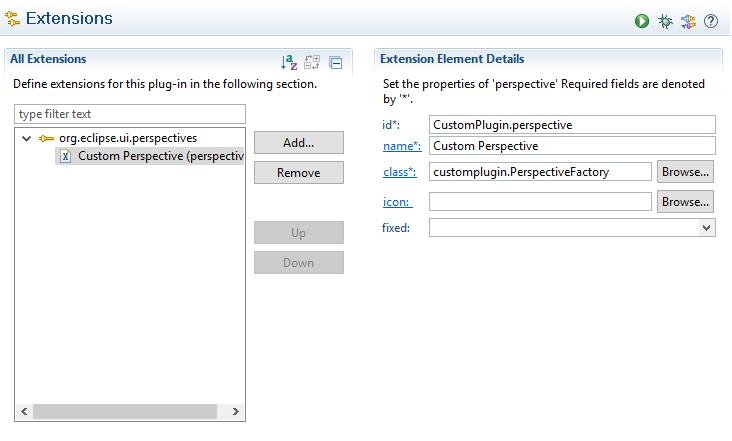 Extensions
All Extensions
Define extensions for this plug-in in the following section.
type filter text
org.eclipse.ui.perspectives
Custom Perspective (perspectiv
Add...
Remove
Up
Down
Extension Element Details
Set the properties of 'perspective' Required fields are denoted
by '*'.
id*: CustomPlugin.perspective
name*: Custom Perspective
class*: customplugin.PerspectiveFactory Browse...
icon: Browse...
fixed: